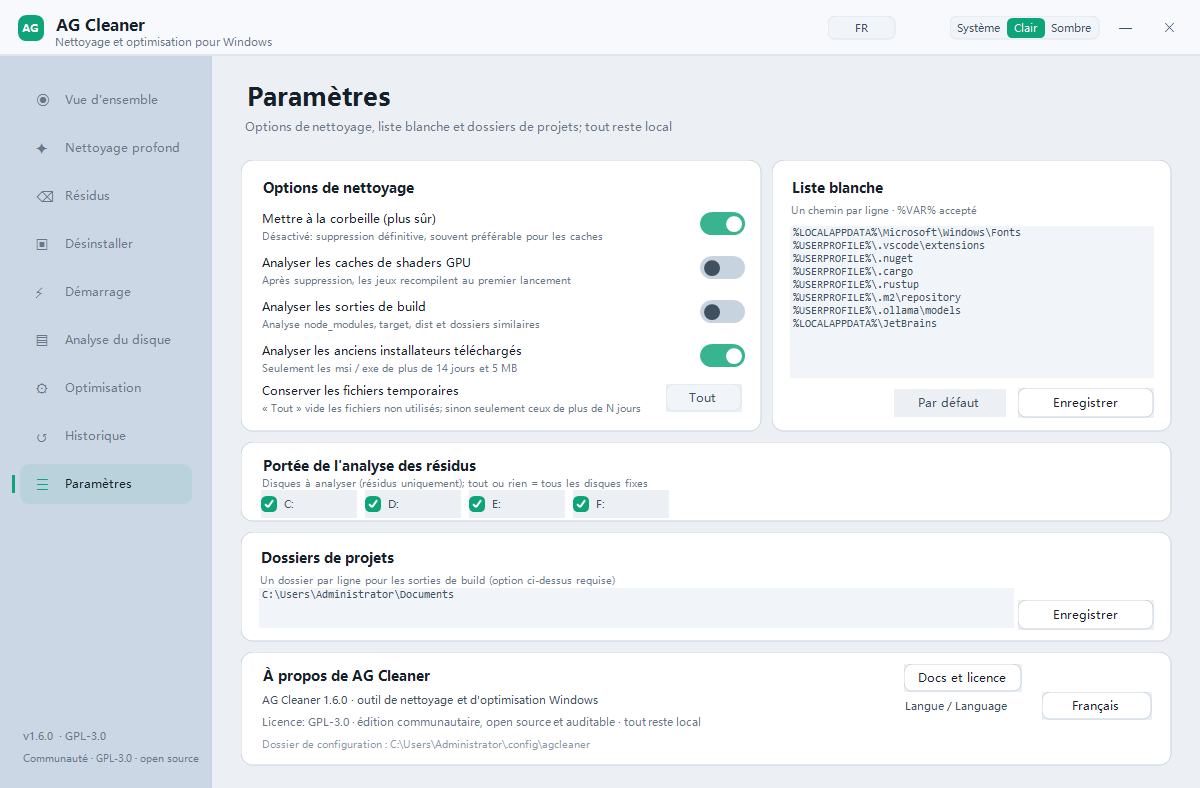 AG
AG Cleaner
Nettoyage et optimisation pour Windows
FR
Système Clair Sombre
Vue d'ensemble
Nettoyage profond
Résidus
Désinstaller
Démarrage
Analyse du disque
Optimisation
Historique
Paramètres
v1.6.0 · GPL-3.0
Communauté · GPL-3.0 · open source
Paramètres
Options de nettoyage, liste blanche et dossiers de projets; tout reste local
Options de nettoyage
Mettre à la corbeille (plus sûr)
Désactivé: suppression définitive, souvent préférable pour les caches
Analyser les caches de shaders GPU
Après suppression, les jeux recompilent au premier lancement
Analyser les sorties de build
Analyse node_modules, target, dist et dossiers similaires
Analyser les anciens installateurs téléchargés
Seulement les msi / exe de plus de 14 jours et 5 MB
Conserver les fichiers temporaires
« Tout » vide les fichiers non utilisés; sinon seulement ceux de plus de N jours
Tout
Liste blanche
Un chemin par ligne · %VAR% accepté
%LOCALAPPDATA%\Microsoft\Windows\Fonts
%USERPROFILE%\.vscode\extensions
%USERPROFILE%\.nuget
%USERPROFILE%\.cargo
%USERPROFILE%\.rustup
%USERPROFILE%\.m2\repository
%USERPROFILE%\.ollama\models
%LOCALAPPDATA%\JetBrains
Par défaut
Enregistrer
Portée de l'analyse des résidus
Disques à analyser (résidus uniquement); tout ou rien = tous les disques fixes
C: D: E: F:
Dossiers de projets
Un dossier par ligne pour les sorties de build (option ci-dessus requise)
C:\Users\Administrator\Documents
Enregistrer
À propos de AG Cleaner
AG Cleaner 1.6.0 · outil de nettoyage et d'optimisation Windows
Licence: GPL-3.0 · édition communautaire, open source et auditable · tout reste local
Dossier de configuration : C:\Users\Administrator\.config\agcleaner
Docs et licence
Langue / Language
Français